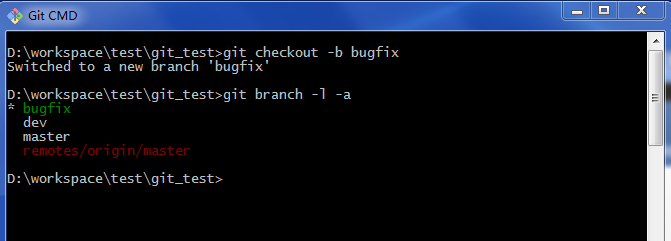 Git CMD
D:\workspace\test\git_test>git checkout -b bugfix
Switched to a new branch 'bugfix'
D:\workspace\test\git_test>git branch -l -a
* bugfix
dev
master
remotes/origin/master
D:\workspace\test\git_test>